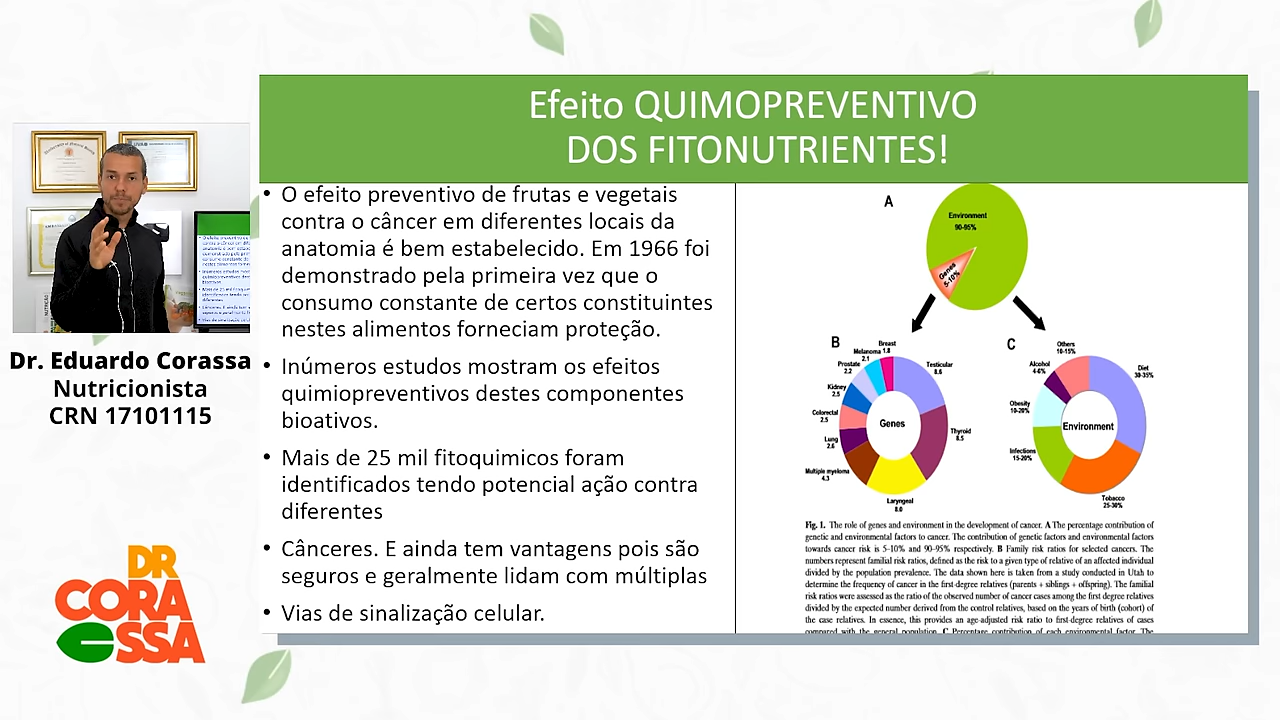 Efeito QUIMOPREVENTIVO
DOS FITONUTRIENTES!
Dr. Eduardo Corassa
Nutricionista
CRN 17101115
DR
CORA
SSA
• O efeito preventivo de frutas e vegetais
contra o câncer em diferentes locais da
anatomia é bem estabelecido. Em 1966 foi
demonstrado pela primeira vez que o
consumo constante de certos constituintes
nestes alimentos forneciam proteção.
• Inúmeros estudos mostram os efeitos
quimiopreventivos destes componentes
bioativos.
• Mais de 25 mil fitoquimicos foram
identificados tendo potencial ação contra
diferentes
• Cânceres. E ainda tem vantagens pois são
seguros e geralmente lidam com múltiplas
• Vias de sinalização celular.
A
Environment
90-95%
Genes
5-10%
B
Breast
1.8
Melanoma
2.1
Prostate
2.2
Kidney
2.5
Colorectal
2.5
Lung
2.6
Multiple myeloma
4.3
Laryngeal
8.0
Thyroid
8.5
Testicular
8.6
Genes
C
Others
10-15%
Alcohol
4-6%
Obesity
10-20%
Infections
15-20%
Tobacco
25-30%
Diet
30-35%
Environment
Fig. 1. The role of genes and environment in the development of cancer. A The percentage contribution of
genetic and environmental factors to cancer. The contribution of genetic factors and environmental factors
towards cancer risk is 5-10% and 90-95% respectively. B Family risk ratios for selected cancers. The
numbers represent familial risk ratios, defined as the risk to a given type of relative of an affected individual
divided by the population prevalence. The data shown here is taken from a study conducted in Utah to
determine the frequency of cancer in the first-degree relatives (parents + siblings + offspring). The familial
risk ratios were assessed as the ratio of the observed number of cancer cases among the first degree relatives
divided by the expected number derived from the control relatives, based on the years of birth (cohort) of
the case relatives. In essence, this provides an age-adjusted risk ratio to first-degree relatives of cases
compared with the general population. C Percentage contribution of each environmental factor. The